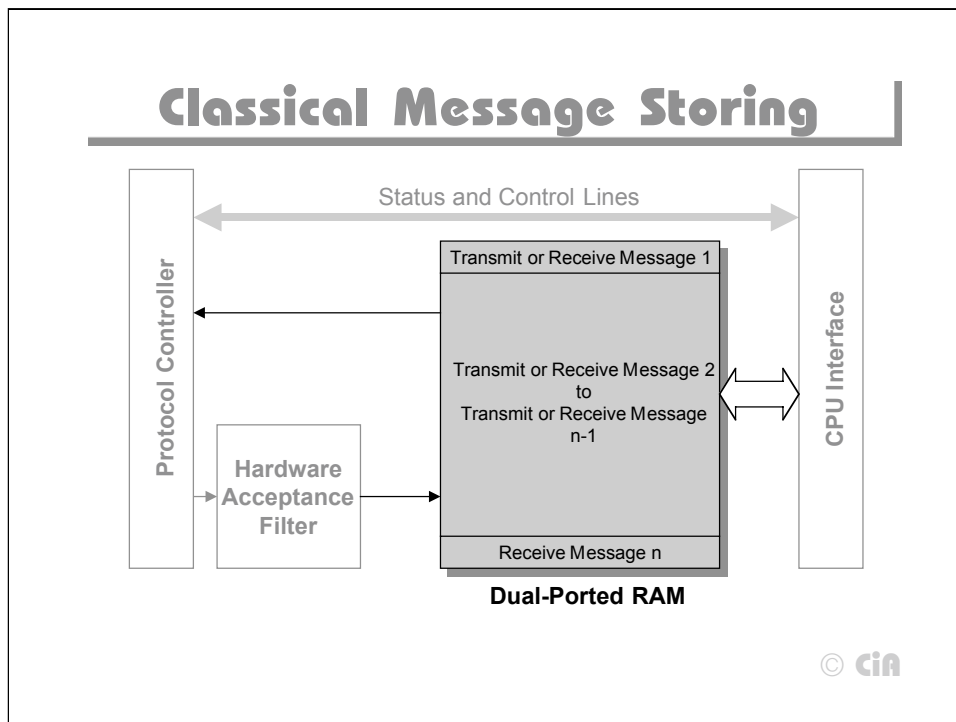 Classical Message Storing
Status and Control Lines
Protocol Controller
Transmit or Receive Message 1
Transmit or Receive Message 2
to
Transmit or Receive Message
n-1
CPU Interface
Hardware
Acceptance
Filter
Receive Message n
Dual-Ported RAM
© CiA